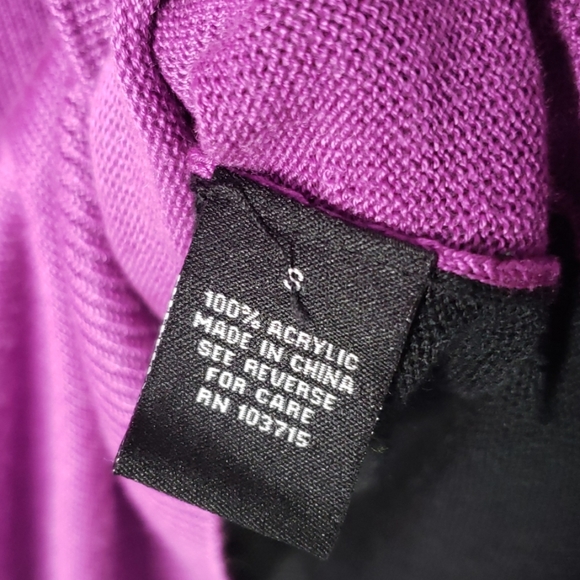 S
100% ACRYLIC
MADE IN CHINA
SEE REVERSE
FOR CARE
RN 103715